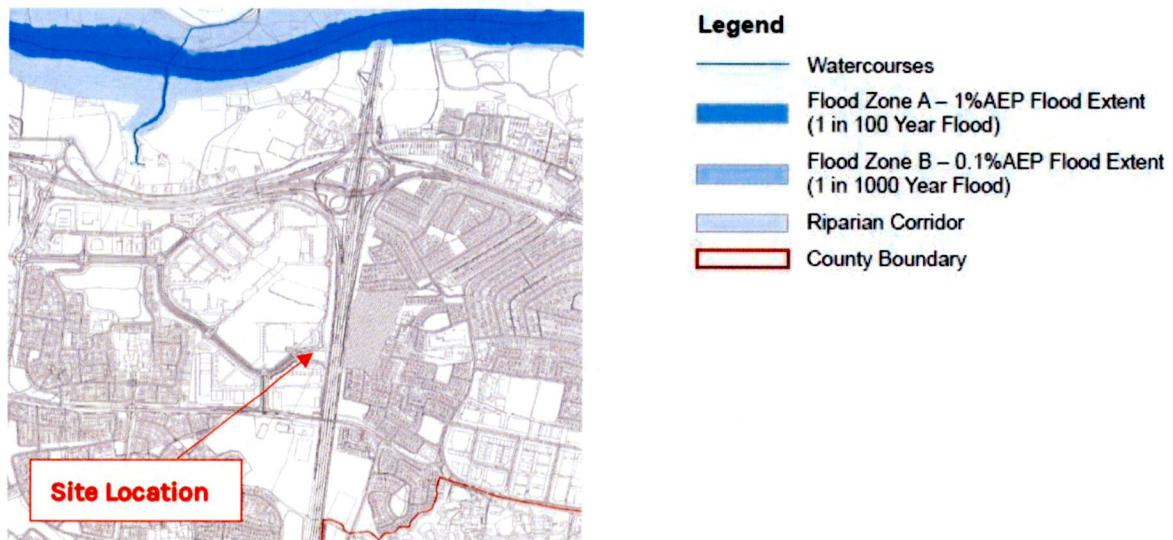 Legend
Watercourses
Flood Zone A – 1%AEP Flood Extent
(1 in 100 Year Flood)
Flood Zone B – 0.1%AEP Flood Extent
(1 in 1000 Year Flood)
Riparian Corridor
County Boundary
Site Location